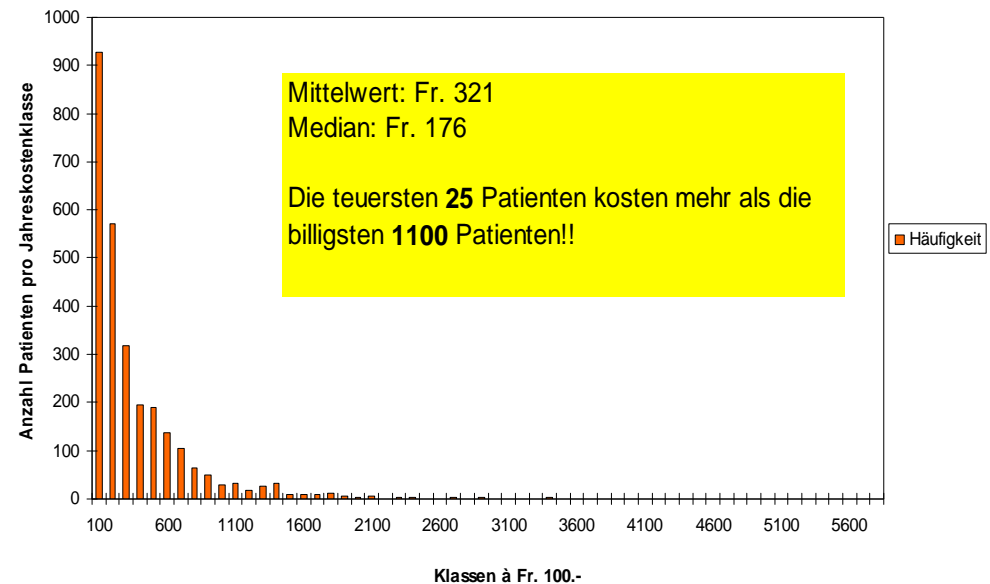 1000
900
800
700
600
500
400
300
200
100
0
Anzahl Patienten pro Jahreskostenklasse
Mittelwert: Fr. 321
Median: Fr. 176
Die teuersten 25 Patienten kosten mehr als die
billigsten 1100 Patienten!!
Häufigkeit
100 600 1100 1600 2100 2600 3100 3600 4100 4600 5100 5600
Klassen à Fr. 100.-